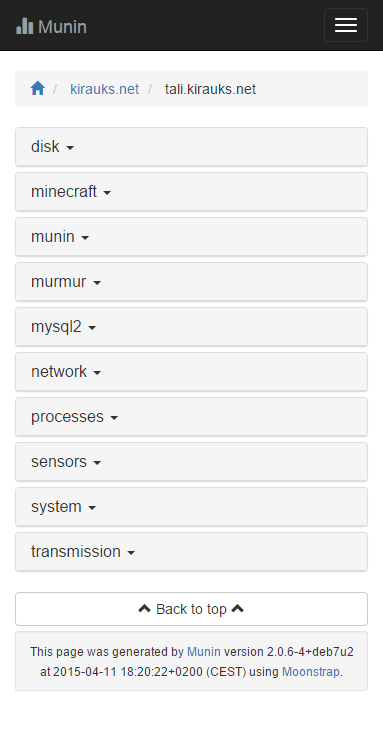 Munin
/ kirauks.net / tali.kirauks.net
disk
minecraft
munin
murmur
mysql2
network
processes
sensors
system
transmission
Back to top
This page was generated by Munin version 2.0.6-4+deb7u2
at 2015-04-11 18:20:22+0200 (CEST) using Moonstrap.